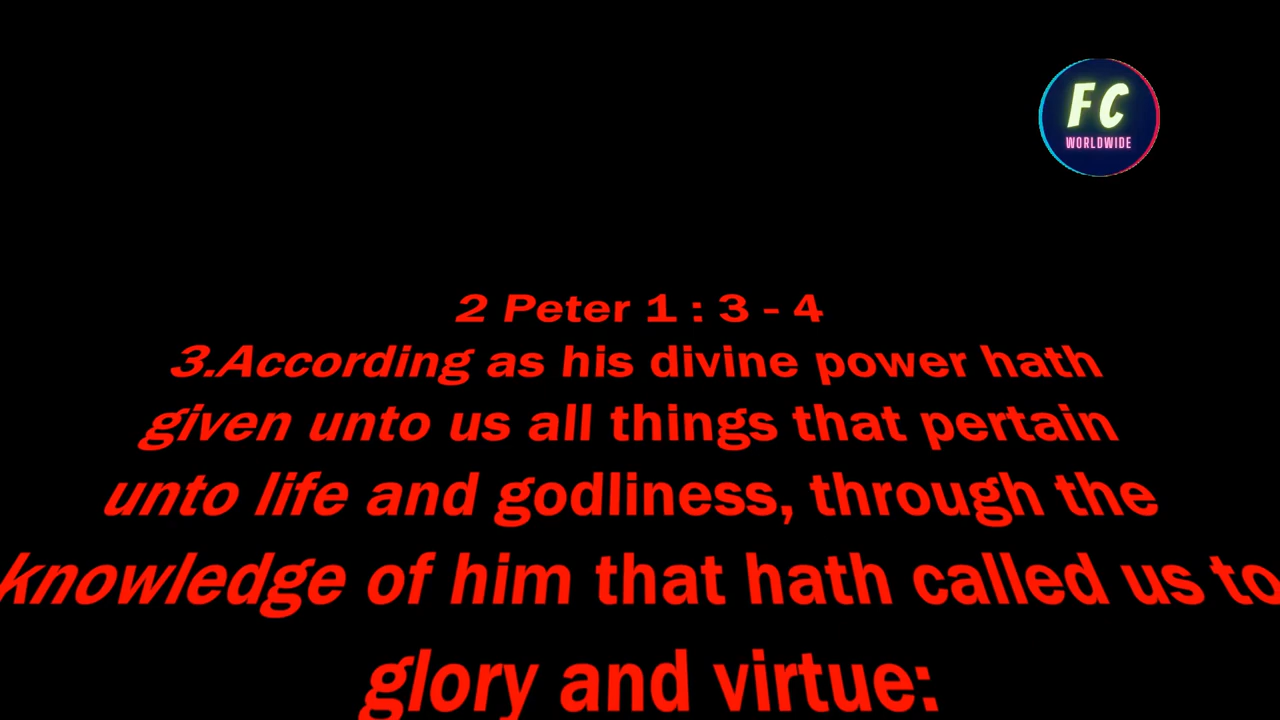 FC
WORLDWIDE
2 Peter 1 : 3 - 4
3.According as his divine power hath
given unto us all things that pertain
unto life and godliness, through the
knowledge of him that hath called us to
glory and virtue: